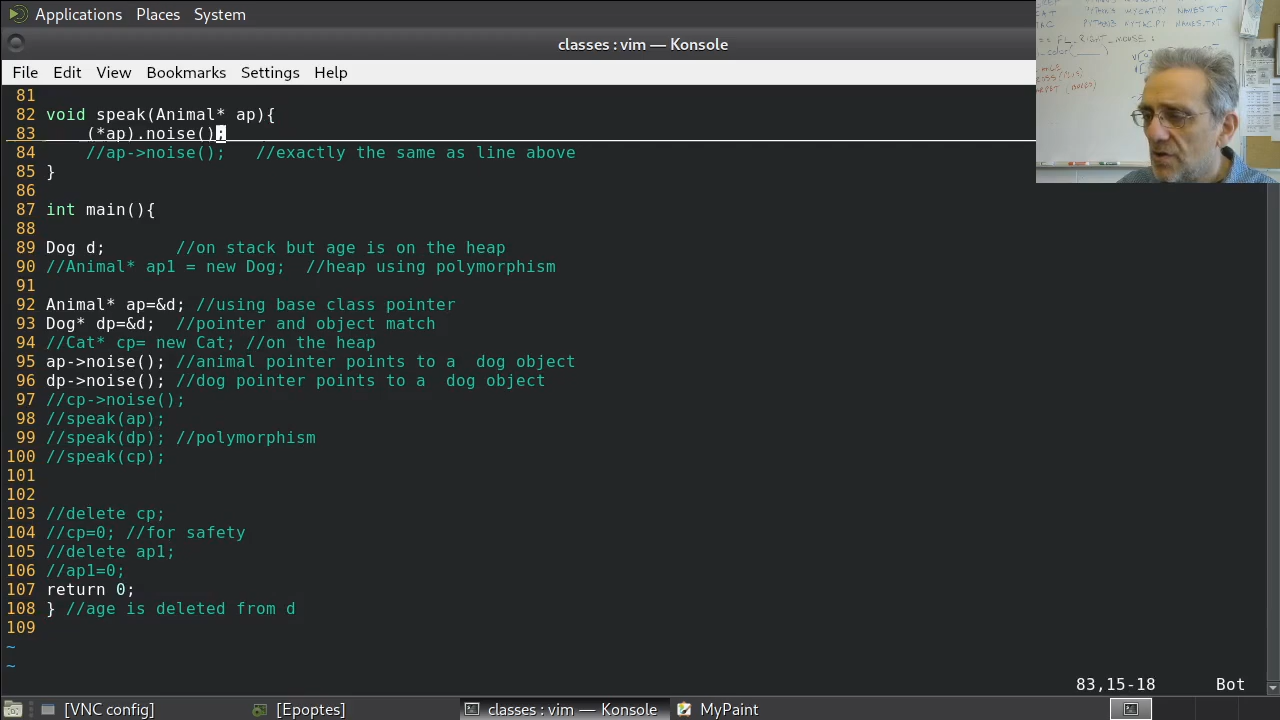 Applications Places System
classes : vim — Konsole
File Edit View Bookmarks Settings Help
81
82 void speak(Animal* ap){
83     (*ap).noise();
84     //ap->noise();   //exactly the same as line above
85 }
86
87 int main(){
88
89 Dog d;       //on stack but age is on the heap
90 //Animal* ap1 = new Dog;  //heap using polymorphism
91
92 Animal* ap=&d; //using base class pointer
93 Dog* dp=&d;  //pointer and object match
94 //Cat* cp= new Cat; //on the heap
95 ap->noise(); //animal pointer points to a  dog object
96 dp->noise(); //dog pointer points to a  dog object
97 //cp->noise();
98 //speak(ap);
99 //speak(dp); //polymorphism
100 //speak(cp);
101
102
103 //delete cp;
104 //cp=0; //for safety
105 //delete ap1;
106 //ap1=0;
107 return 0;
108 } //age is deleted from d
109
~
~
83,15-18 Bot
[VNC config] [Epoptes] classes : vim — Konsole MyPaint